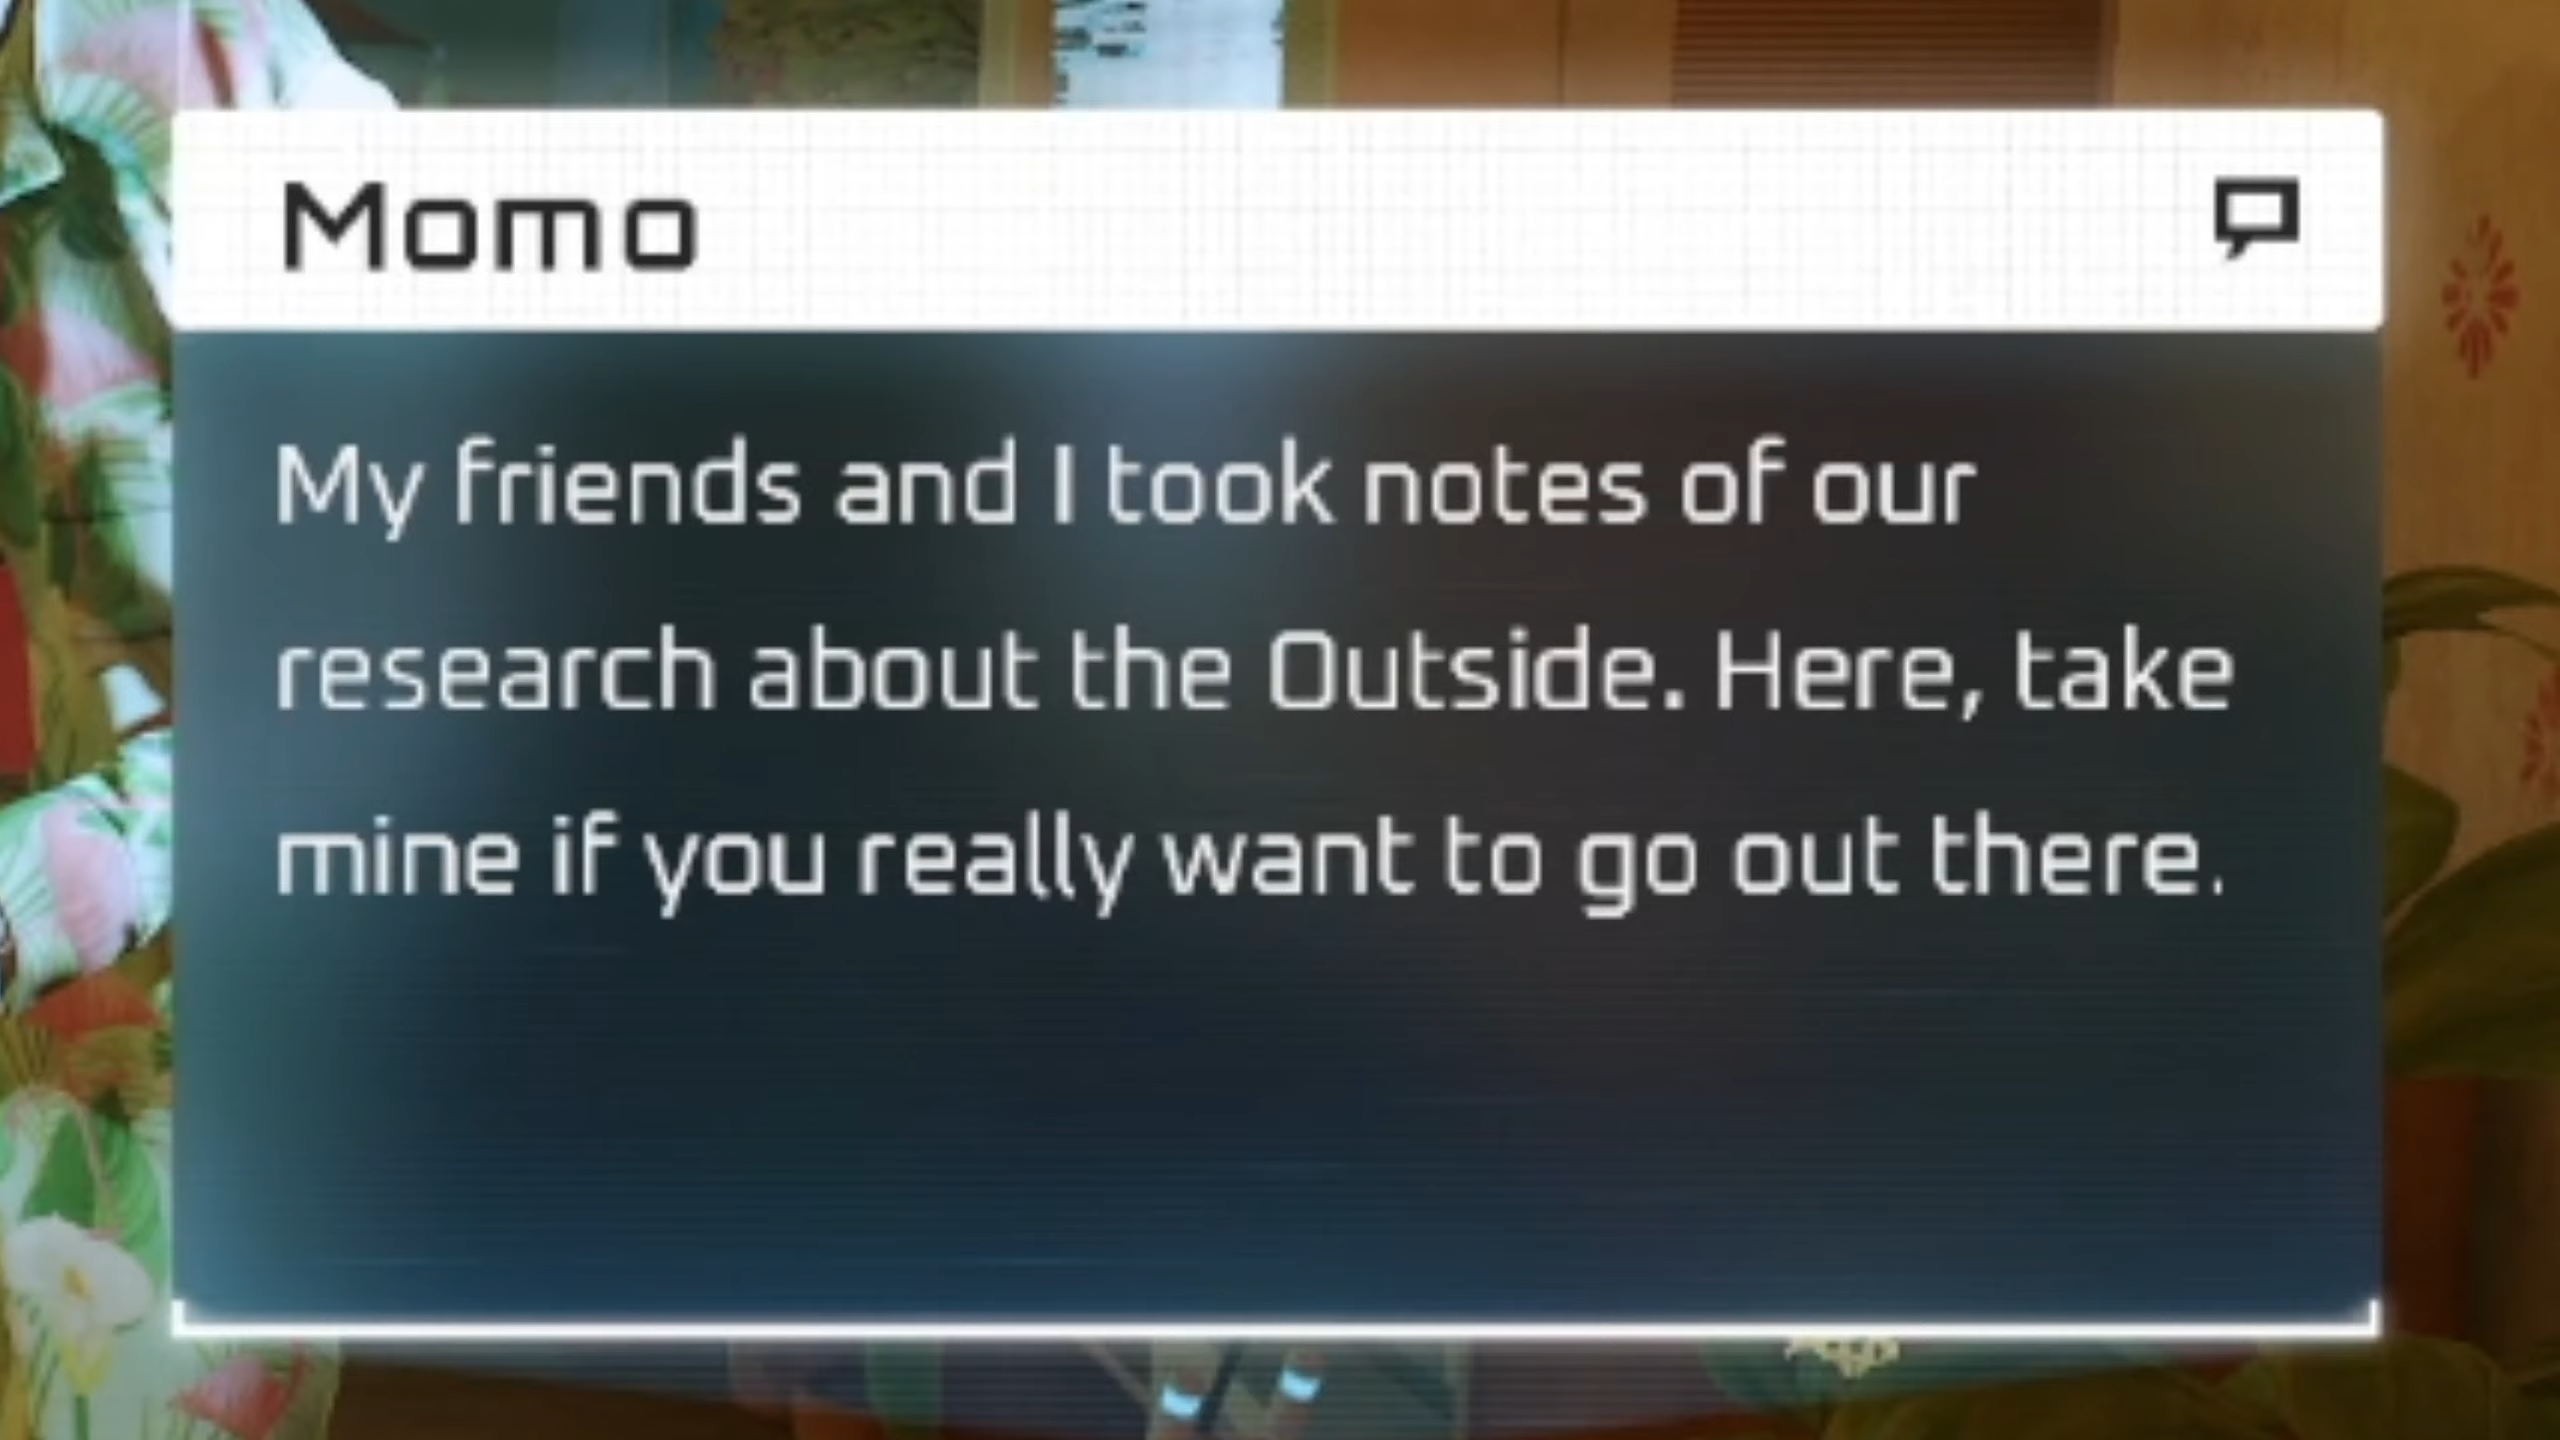 Momo
My friends and I took notes of our
research about the Outside. Here, take
mine if you really want to go out there.